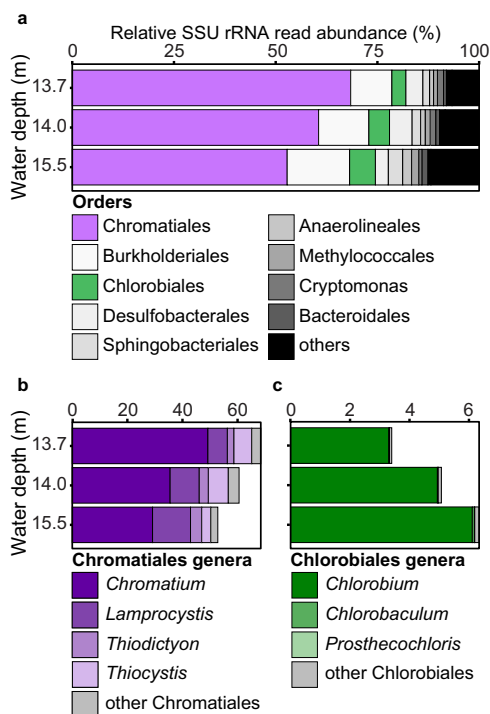 a
Relative SSU rRNA read abundance (%)
0 25 50 75 100
Water depth (m)
13.7
14.0
15.5
Orders
Chromatiales
Burkholderiales
Chlorobiales
Desulfobacterales
Sphingobacteriales
Anaerolineales
Methylococcales
Cryptomonas
Bacteroidales
others
b
0 20 40 60
Water depth (m)
13.7
14.0
15.5
Chromatiales genera
Chromatium
Lamprocystis
Thiodictyon
Thiocystis
other Chromatiales
c
0 2 4 6
Chlorobiales genera
Chlorobium
Chlorobaculum
Prosthecochloris
other Chlorobiales